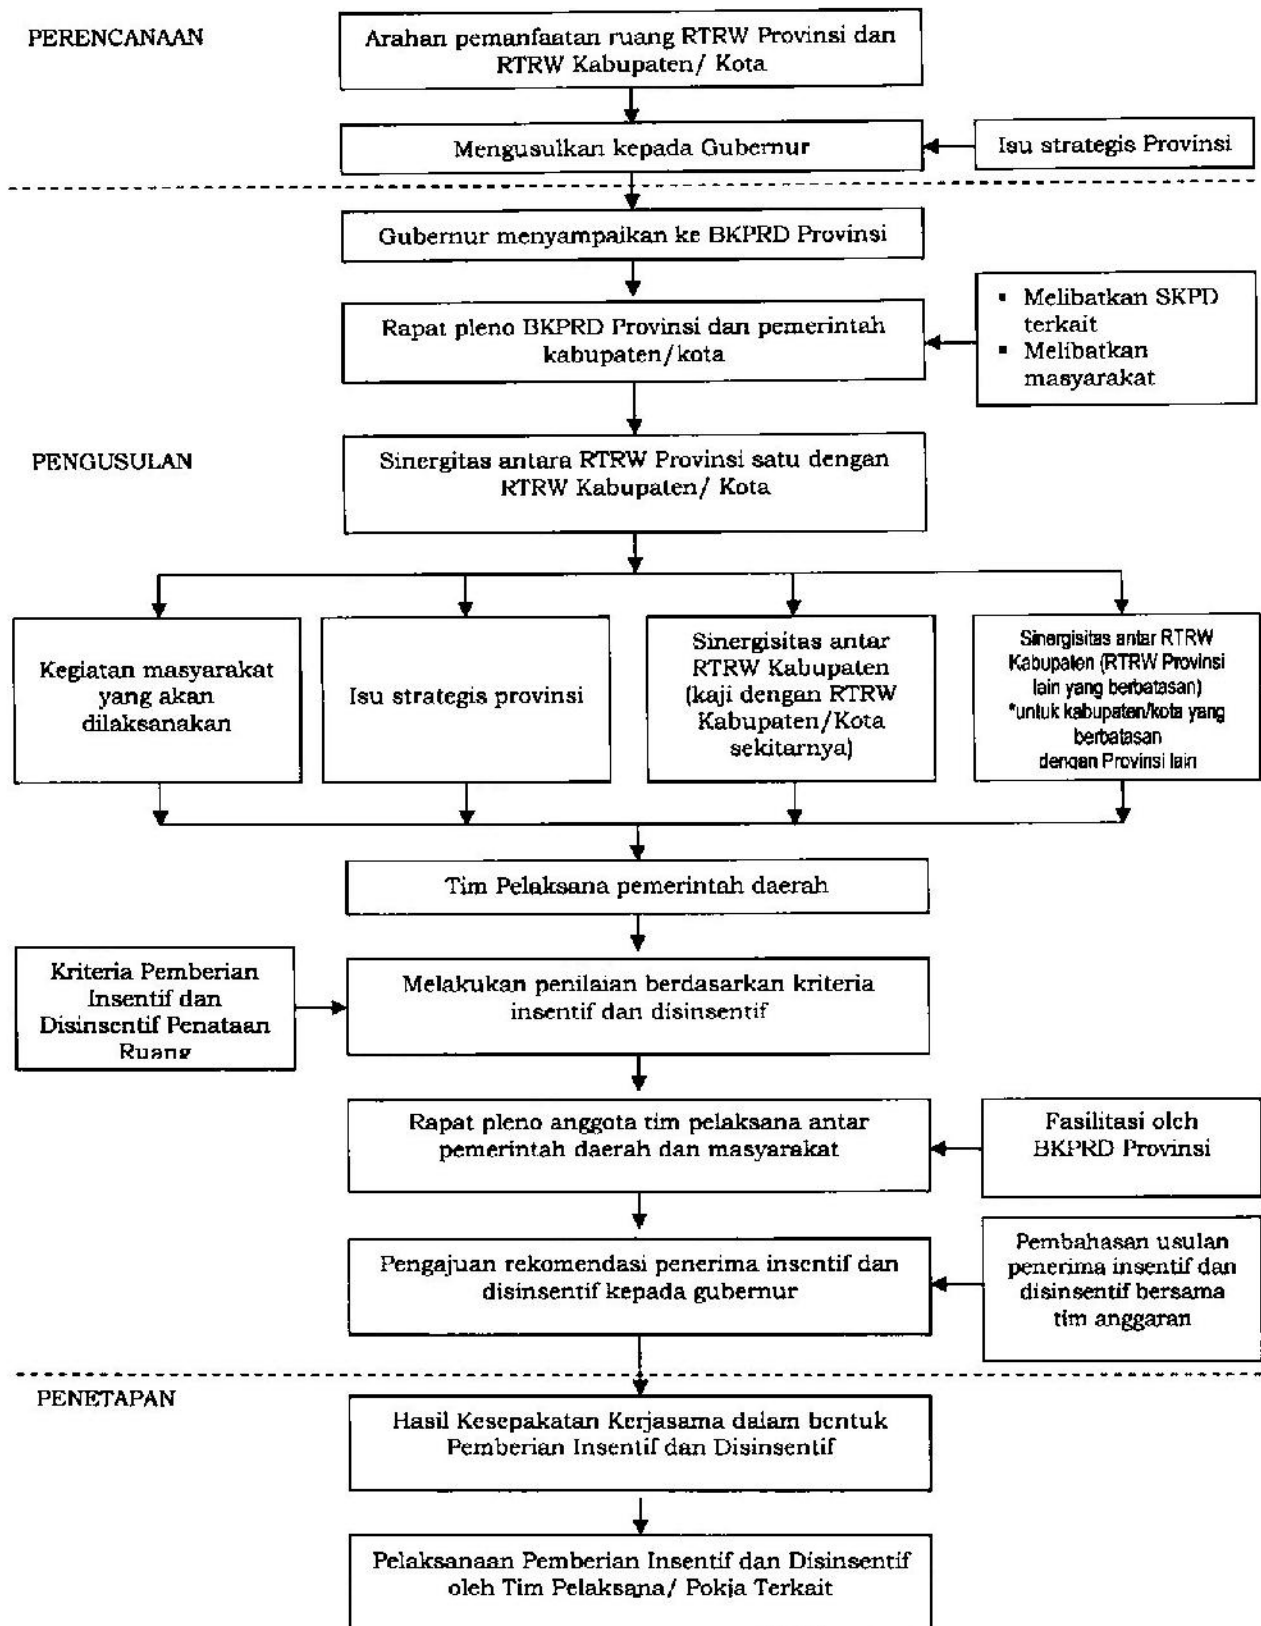 PERENCANAAN
Arahan pemanfaatan ruang RTRW Provinsi dan
RTRW Kabupaten/ Kota
Mengusulkan kepada Gubernur
Isu strategis Provinsi
Gubernur menyampaikan ke BKPRD Provinsi
Rapat pleno BKPRD Provinsi dan pemerintah
kabupaten/kota
▪ Melibatkan SKPD
terkait
▪ Melibatkan
masyarakat
PENGUSULAN
Sinergitas antara RTRW Provinsi satu dengan
RTRW Kabupaten/ Kota
Kegiatan masyarakat
yang akan
dilaksanakan
Isu strategis provinsi
Sinergisitas antar
RTRW Kabupaten
(kaji dengan RTRW
Kabupaten/Kota
sekitarnya)
Sinergisitas antar RTRW
Kabupaten (RTRW Provinsi
lain yang berbatasan)
*untuk kabupaten/kota yang
berbatasan
dengan Provinsi lain
Tim Pelaksana pemerintah daerah
Kriteria Pemberian
Insentif dan
Disinsentif Penataan
Ruang
Melakukan penilaian berdasarkan kriteria
insentif dan disinsentif
Rapat pleno anggota tim pelaksana antar
pemerintah daerah dan masyarakat
Fasilitasi oleh
BKPRD Provinsi
Pengajuan rekomendasi penerima insentif dan
disinsentif kepada gubernur
Pembahasan usulan
penerima insentif dan
disinsentif bersama
tim anggaran
PENETAPAN
Hasil Kesepakatan Kerjasama dalam bentuk
Pemberian Insentif dan Disinsentif
Pelaksanaan Pemberian Insentif dan Disinsentif
oleh Tim Pelaksana/ Pokja Terkait